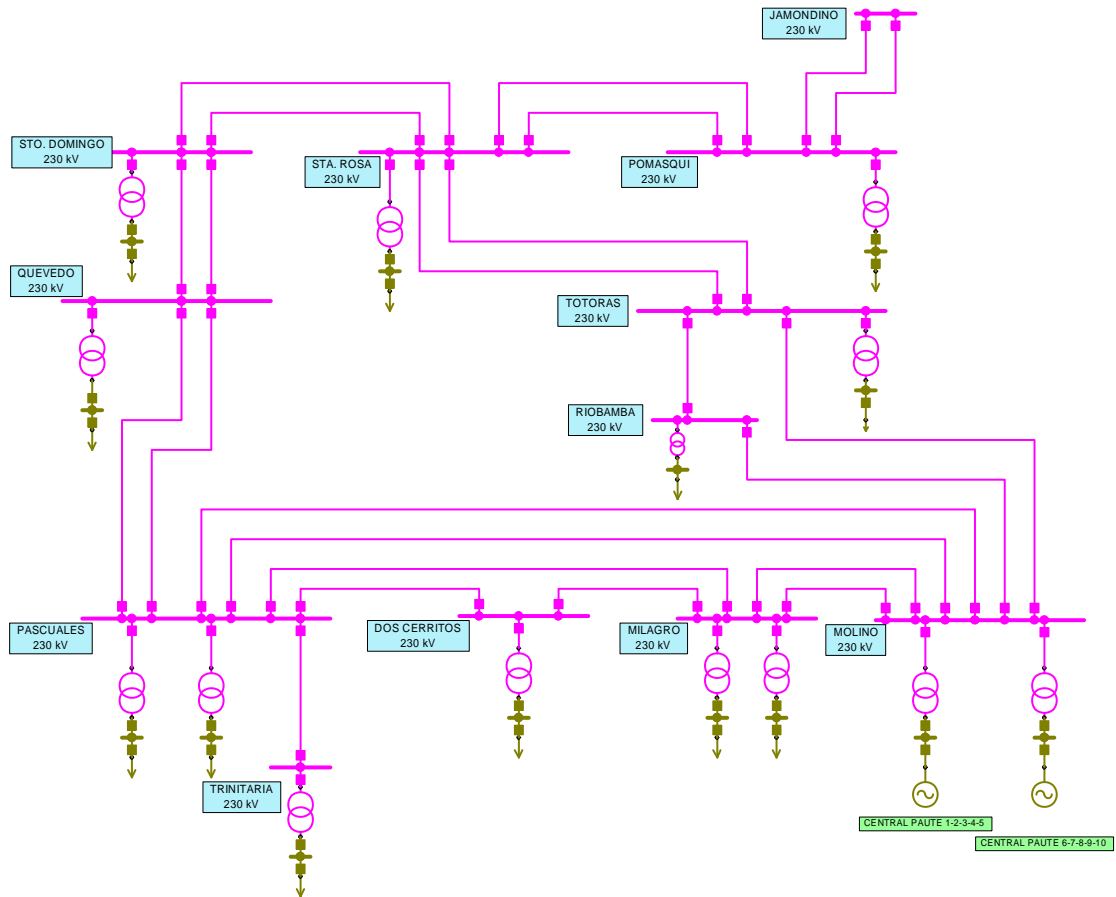 JAMONDINO
230 kV
STO. DOMINGO
230 kV
STA. ROSA
230 kV
POMASQUI
230 kV
QUEVEDO
230 kV
TOTORAS
230 kV
RIOBAMBA
230 kV
PASCUALES
230 kV
DOS CERRITOS
230 kV
MILAGRO
230 kV
MOLINO
230 kV
TRINITARIA
230 kV
CENTRAL PAUTE 1-2-3-4-5
CENTRAL PAUTE 6-7-8-9-10